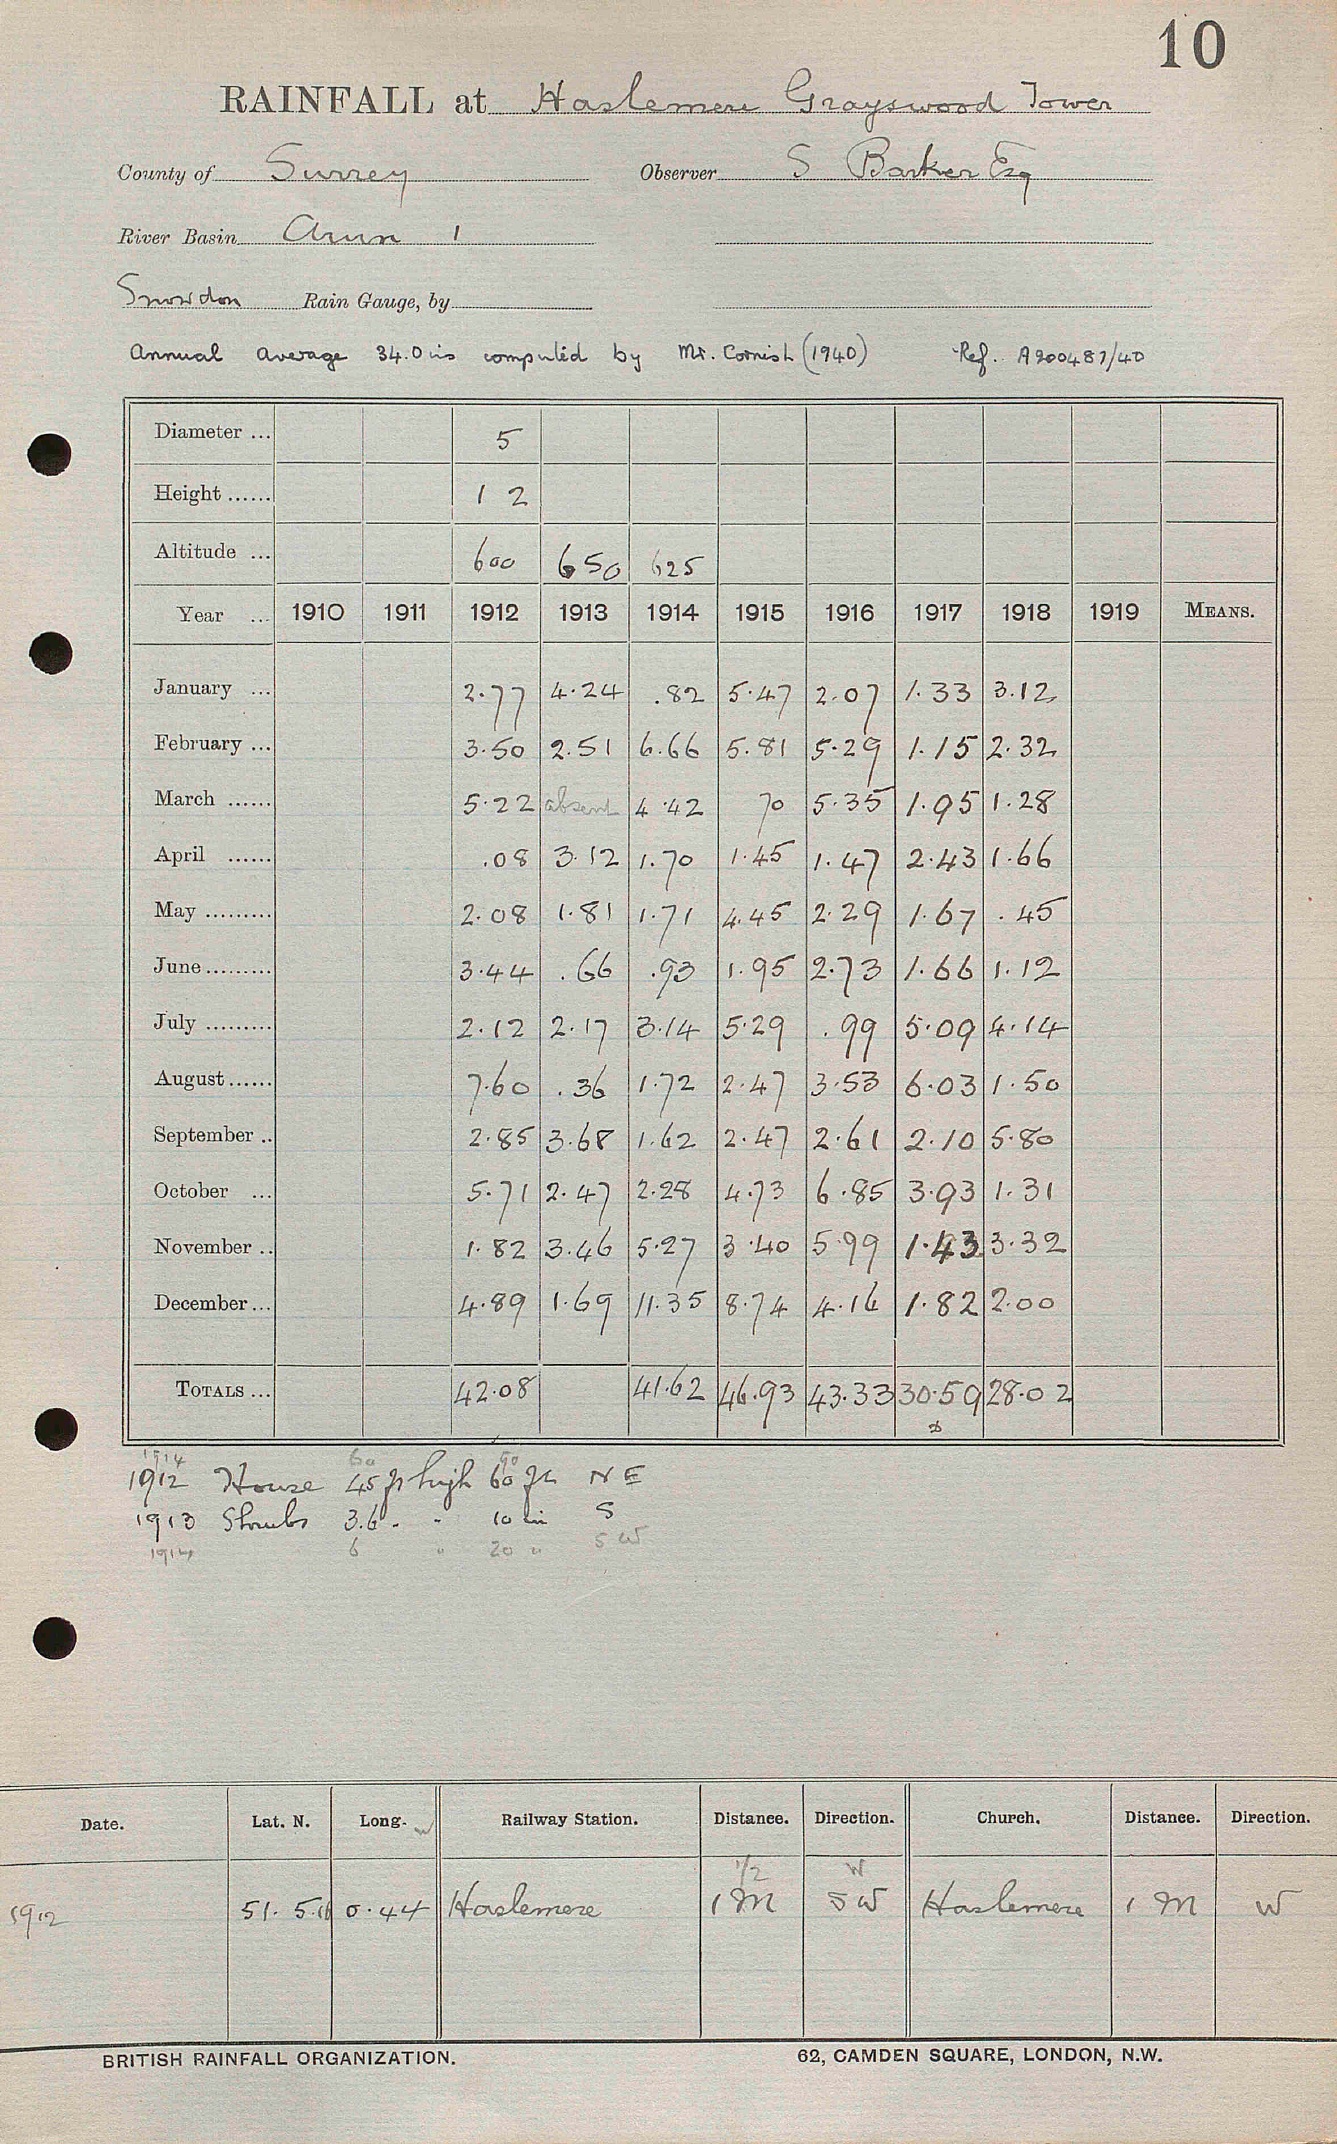 10
RAINFALL at Haslemere Grayswood Tower
County of Surrey Observer S Barker Esq
River Basin Arun 1
Snowdon Rain Gauge, by
Annual average 34.0 ins computed by Mr. Cornish (1940) Ref. A200487/40
Diameter ... 5
Height ...... 12
Altitude ... 600 650 625
Year ... 1910 1911 1912 1913 1914 1915 1916 1917 1918 1919 MEANS.
January ... 2.77 4.24 .82 5.47 2.07 1.33 3.12
February ... 3.50 2.51 6.66 5.81 5.29 1.15 2.32
March ...... 5.22 absent 4.42 70 5.35 1.95 1.28
April ...... .08 3.12 1.70 1.45 1.47 2.43 1.66
May ......... 2.08 1.81 1.71 4.45 2.29 1.67 .45
June ......... 3.44 .66 .93 1.95 2.73 1.66 1.12
July ......... 2.12 2.17 3.14 5.29 .99 5.09 4.14
August ...... 7.60 .36 1.72 2.47 3.53 6.03 1.50
September .. 2.85 3.68 1.62 2.47 2.61 2.10 5.80
October ... 5.71 2.47 2.28 4.73 6.85 3.93 1.31
November .. 1.82 3.46 5.27 3.40 5.99 1.43 3.32
December ... 4.89 1.69 11.35 8.74 4.16 1.82 2.00
TOTALS ... 42.08 41.62 46.93 43.33 30.59 28.02
1914 60 90
1912 House 45 ft high 60 ft NE
1913 Shrubs 3.6 " " 10 in S
1914 6 " 20 " SW
Date. Lat. N. Long. W Railway Station. Distance. Direction. Church. Distance. Direction.
1/2 W
1912 51. 5. 0.44 Haslemere 1 M SW Haslemere 1 M W
BRITISH RAINFALL ORGANIZATION. 62, CAMDEN SQUARE, LONDON, N.W.